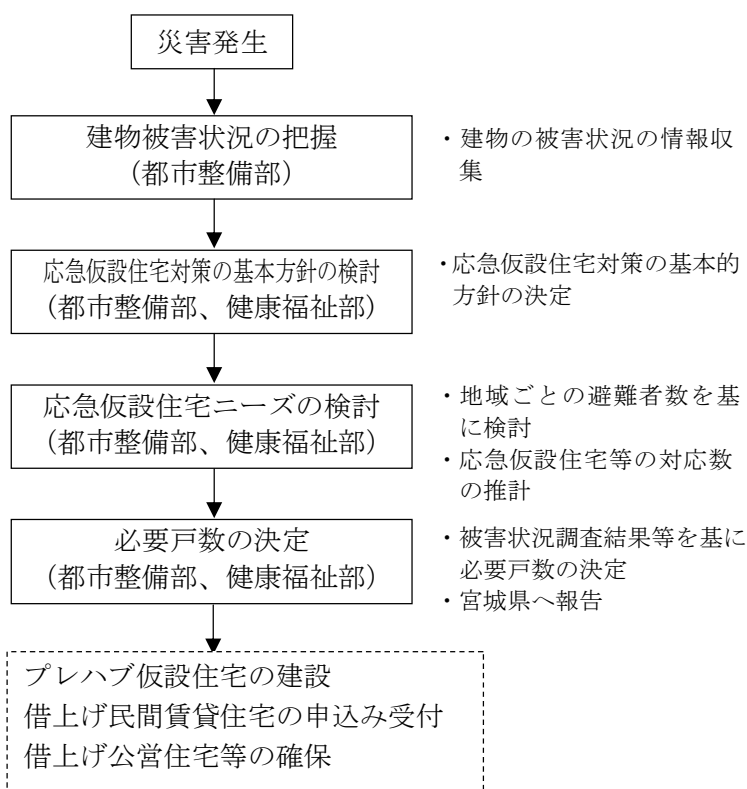 災害発生
建物被害状況の把握
（都市整備部）
・建物の被害状況の情報収
集
応急仮設住宅対策の基本方針の検討
（都市整備部、健康福祉部）
・応急仮設住宅対策の基本的
方針の決定
応急仮設住宅ニーズの検討
（都市整備部、健康福祉部）
・地域ごとの避難者数を基
に検討
・応急仮設住宅等の対応数
の推計
必要戸数の決定
（都市整備部、健康福祉部）
・被害状況調査結果等を基に
必要戸数の決定
・宮城県へ報告
プレハブ仮設住宅の建設
借上げ民間賃貸住宅の申込み受付
借上げ公営住宅等の確保